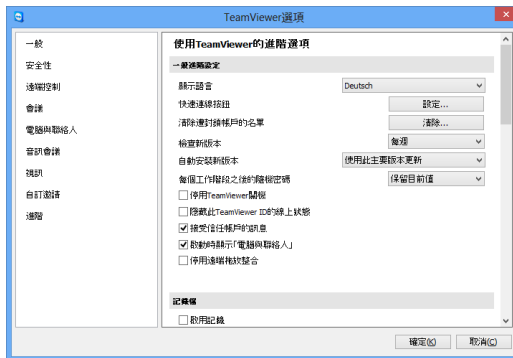 TeamViewer選項
一般
安全性
遠端控制
會議
電腦與聯絡人
音訊會議
視訊
自訂邀請
進階
使用TeamViewer的進階選項
一般進階設定
顯示語言 Deutsch
快速連線按鈕 設定...
清除遭封鎖帳戶的名單 清除...
檢查新版本 每週
自動安裝新版本 使用此主要版本更新
每個工作階段之後的隨機密碼 保留目前值
停用TeamViewer關機
隱藏此TeamViewer ID的線上狀態
接受信任帳戶的訊息
啟動時顯示「電腦與聯絡人」
停用遠端拖放整合
記錄檔
啟用記錄
確定(K) 取消(C)